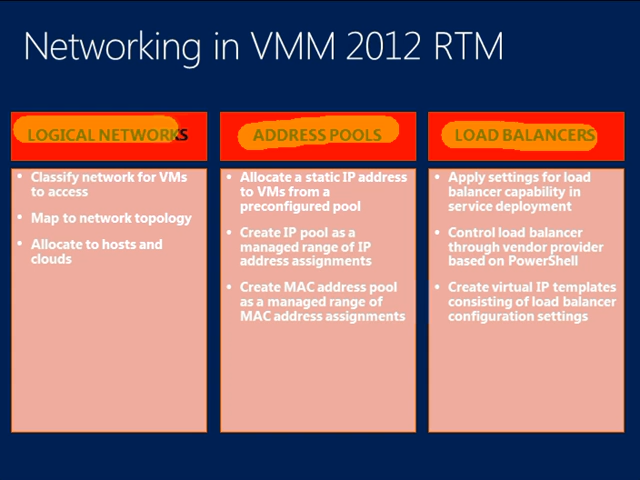 Networking in VMM 2012 RTM
LOGICAL NETWORKS
• Classify network for VMs
to access
• Map to network topology
• Allocate to hosts and
clouds
ADDRESS POOLS
• Allocate a static IP address
to VMs from a
preconfigured pool
• Create IP pool as a
managed range of IP
address assignments
• Create MAC address pool
as a managed range of
MAC address assignments
LOAD BALANCERS
• Apply settings for load
balancer capability in
service deployment
• Control load balancer
through vendor provider
based on PowerShell
• Create virtual IP templates
consisting of load balancer
configuration settings